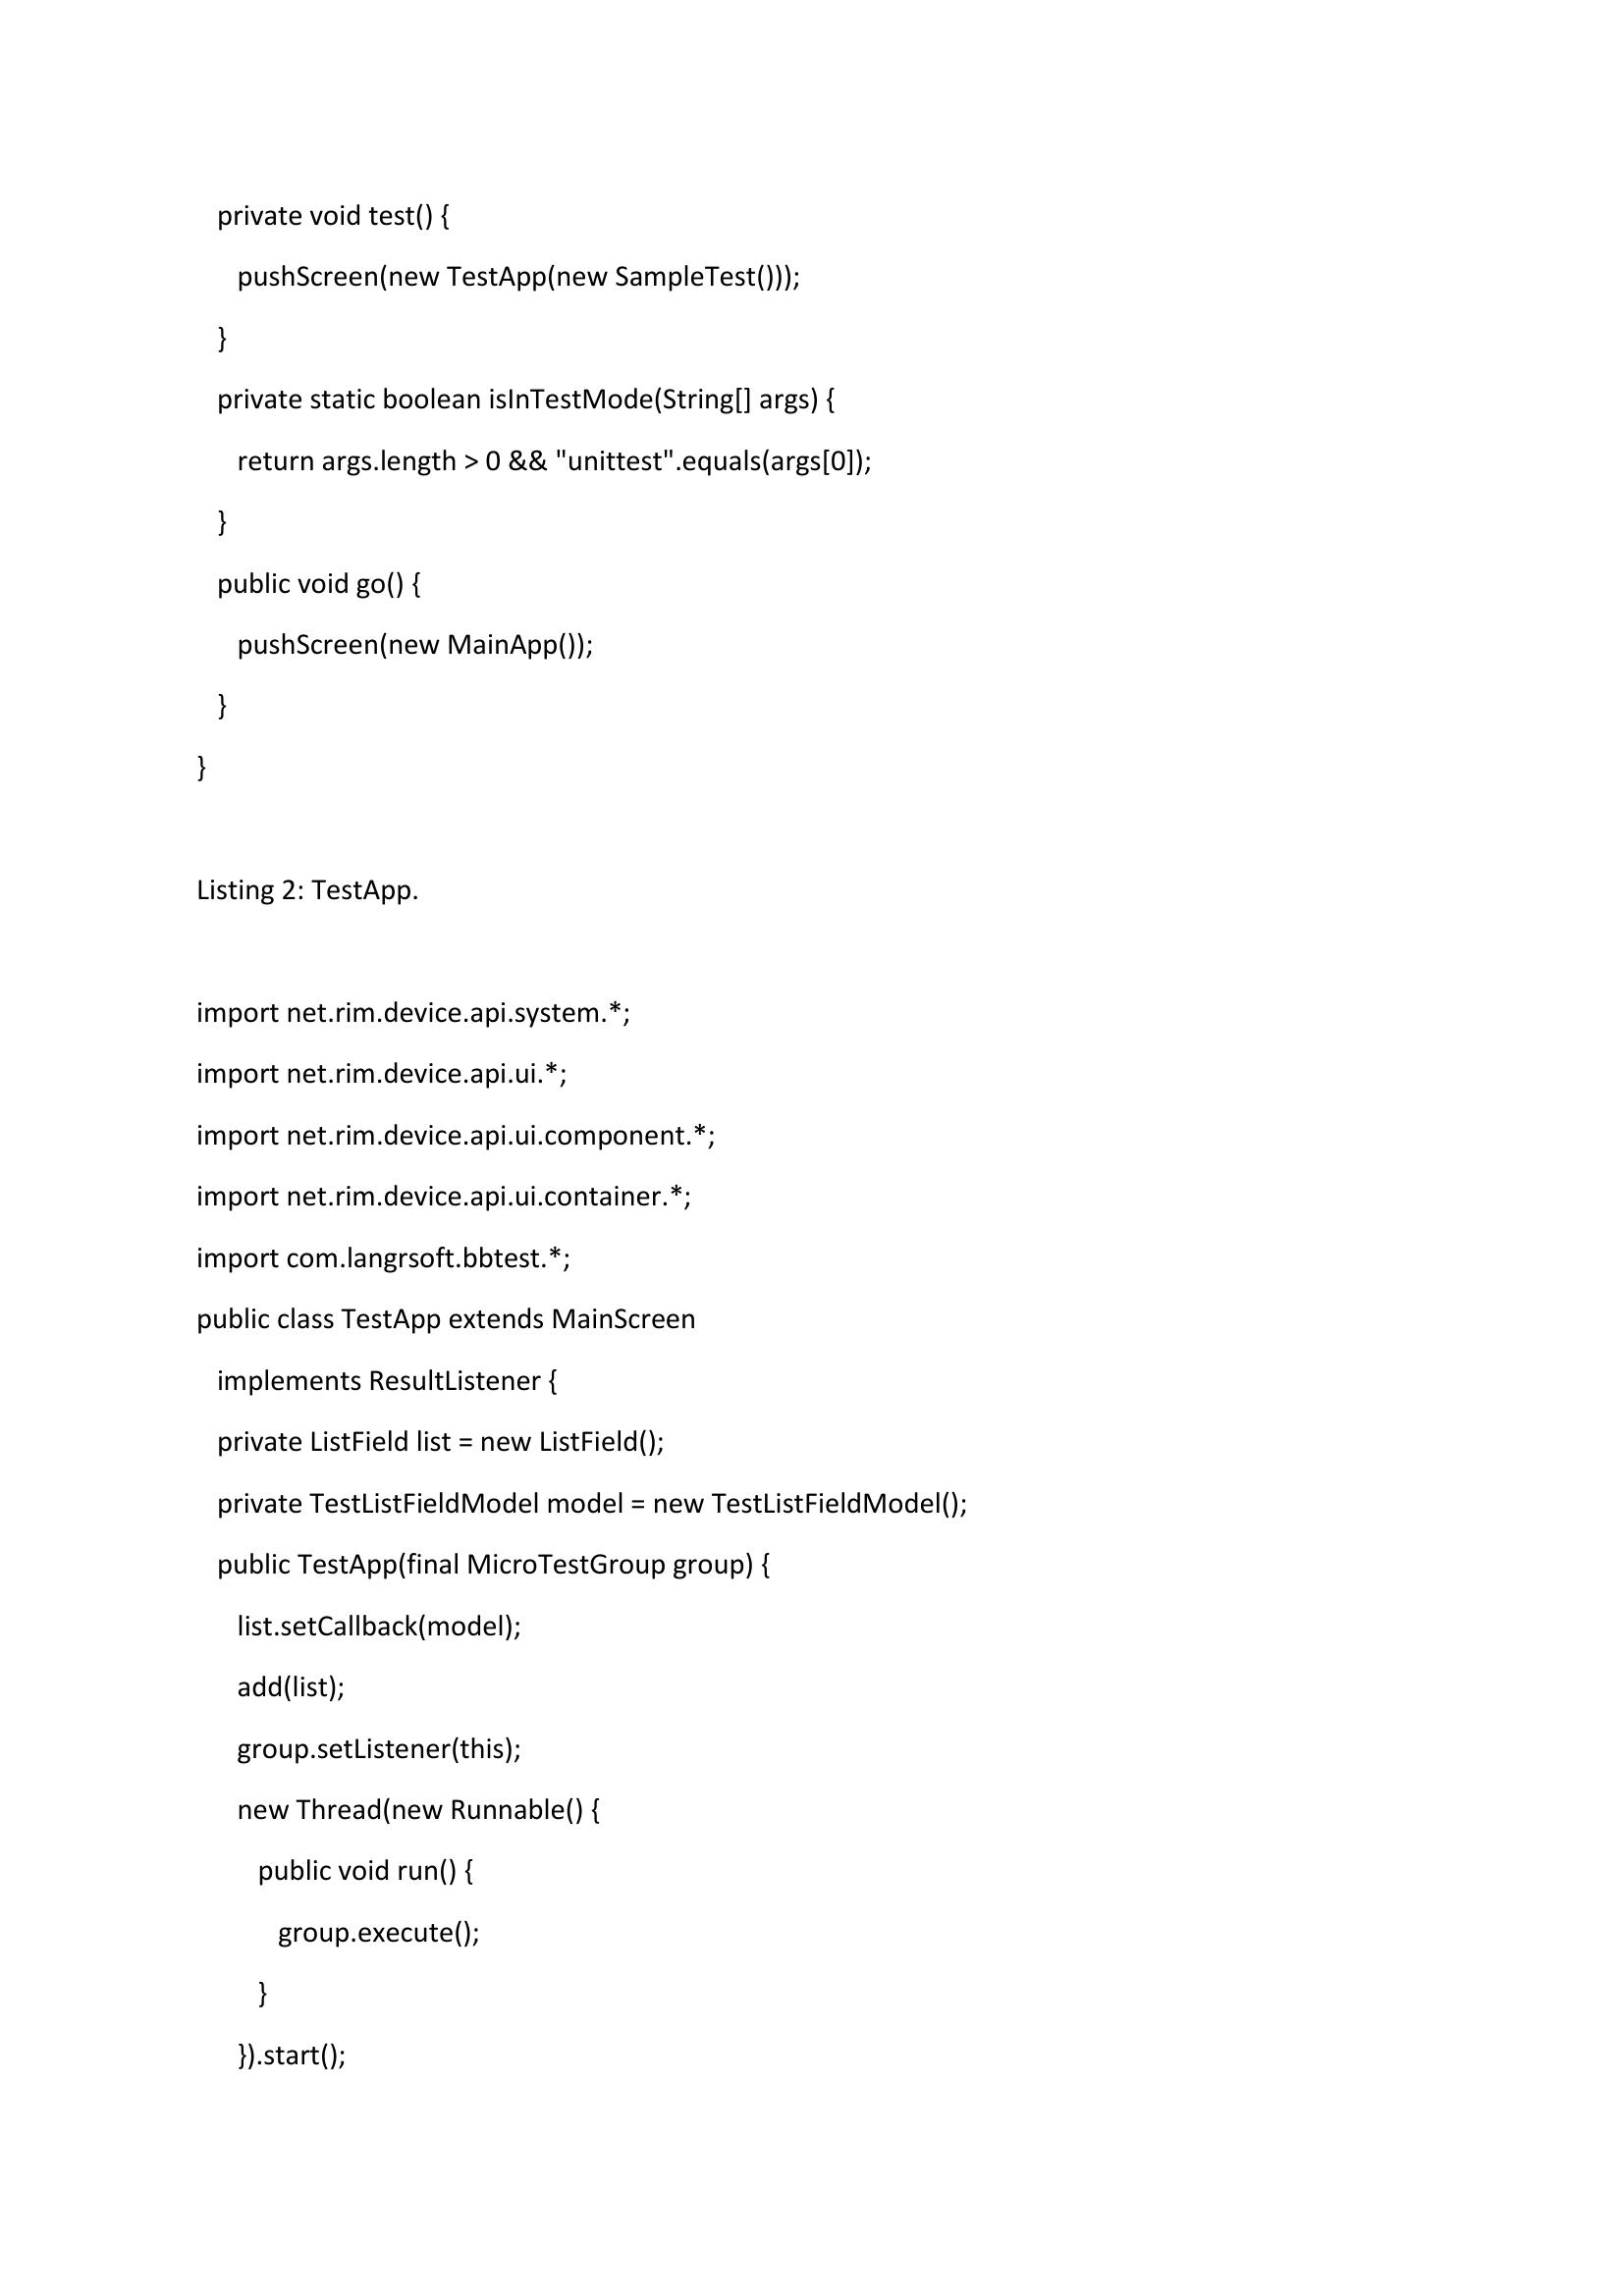 private void test() {
pushScreen(new TestApp(new SampleTest()));
}
private static boolean isInTestMode(String[] args) {
return args.length > 0 && "unittest".equals(args[0]);
}
public void go() {
pushScreen(new MainApp());
}
}
Listing 2: TestApp.
import net.rim.device.api.system.*;
import net.rim.device.api.ui.*;
import net.rim.device.api.ui.component.*;
import net.rim.device.api.ui.container.*;
import com.langrsoft.bbtest.*;
public class TestApp extends MainScreen
implements ResultListener {
private ListField list = new ListField();
private TestListFieldModel model = new TestListFieldModel();
public TestApp(final MicroTestGroup group) {
list.setCallback(model);
add(list);
group.setListener(this);
new Thread(new Runnable() {
public void run() {
group.execute();
}
}).start();